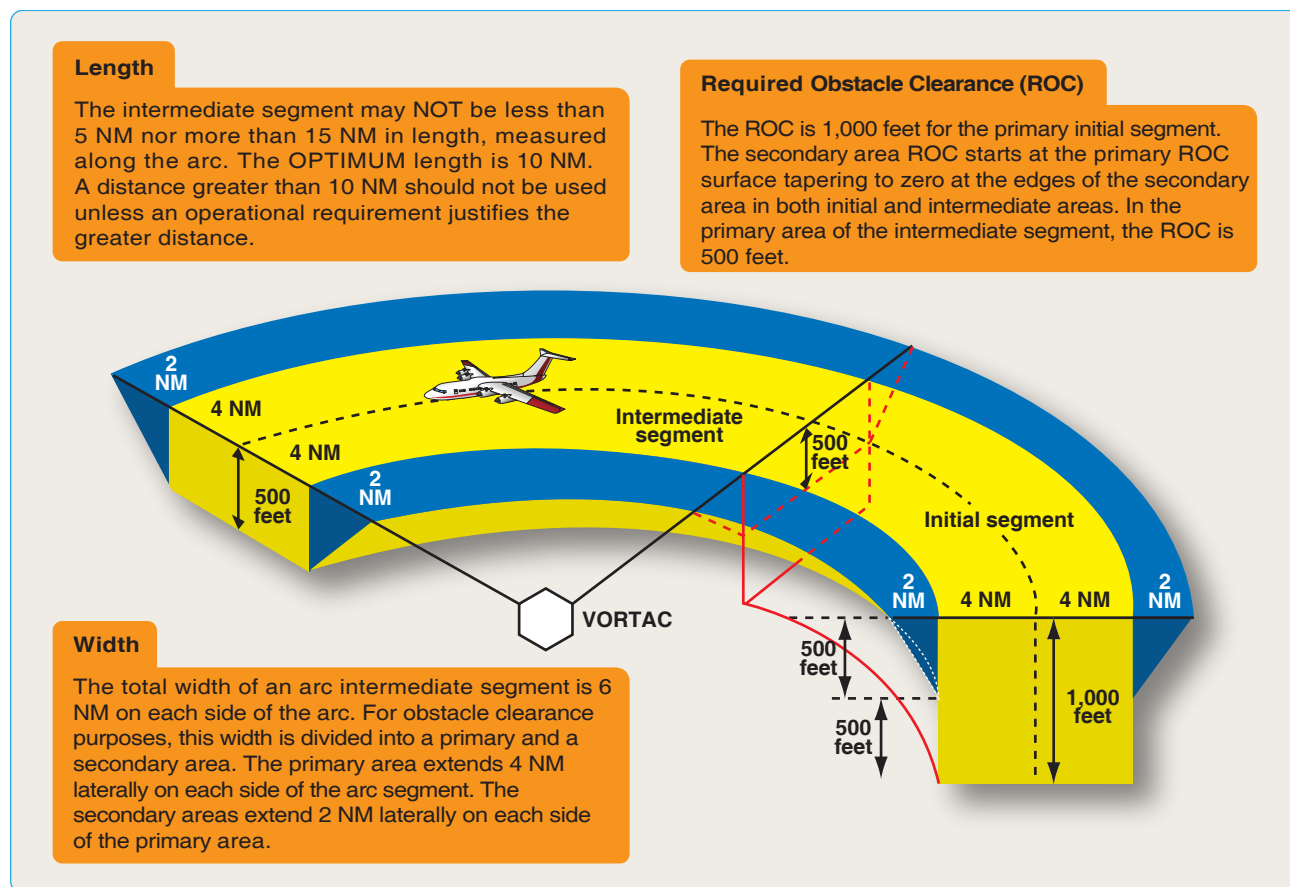 Length
The intermediate segment may NOT be less than
5 NM nor more than 15 NM in length, measured
along the arc. The OPTIMUM length is 10 NM.
A distance greater than 10 NM should not be used
unless an operational requirement justifies the
greater distance.
Required Obstacle Clearance (ROC)
The ROC is 1,000 feet for the primary initial segment.
The secondary area ROC starts at the primary ROC
surface tapering to zero at the edges of the secondary
area in both initial and intermediate areas. In the
primary area of the intermediate segment, the ROC is
500 feet.
2
NM
4 NM
4 NM
2
NM
500
feet
Intermediate
segment
500
feet
Initial segment
2
NM
4 NM
4 NM
2
NM
VORTAC
500
feet
500
feet
1,000
feet
Width
The total width of an arc intermediate segment is 6
NM on each side of the arc. For obstacle clearance
purposes, this width is divided into a primary and a
secondary area. The primary area extends 4 NM
laterally on each side of the arc segment. The
secondary areas extend 2 NM laterally on each side
of the primary area.